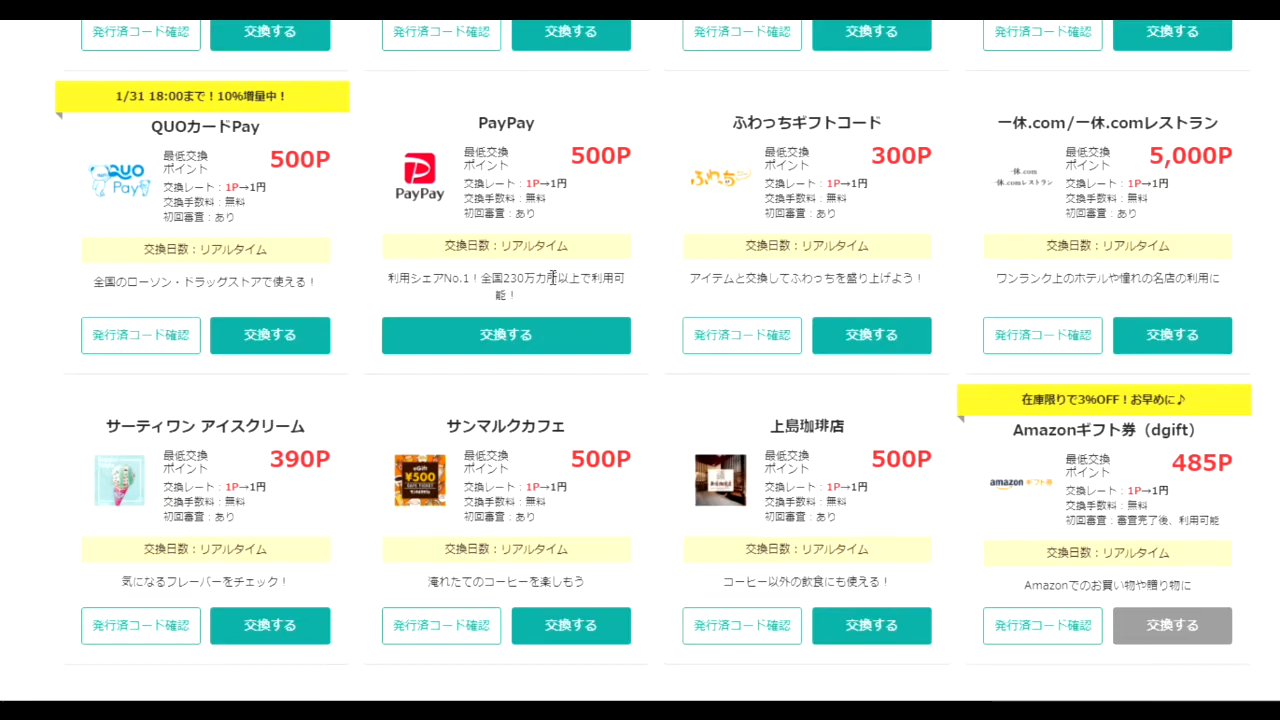 発行済コード確認 交換する 発行済コード確認 交換する 発行済コード確認 交換する 発行済コード確認 交換する
1/31 18:00まで！10%増量中！
QUOカードPay
QUO
Pay
最低交換
ポイント
500P
交換レート：1P→1円
交換手数料：無料
初回審査：あり
交換日数：リアルタイム
全国のローソン・ドラッグストアで使える！
発行済コード確認 交換する
PayPay
PayPay
最低交換
ポイント
500P
交換レート：1P→1円
交換手数料：無料
初回審査：あり
交換日数：リアルタイム
利用シェアNo.1！全国230万カ所以上で利用可
能！
交換する
ふわっちギフトコード
ふわっち
最低交換
ポイント
300P
交換レート：1P→1円
交換手数料：無料
初回審査：あり
交換日数：リアルタイム
アイテムと交換してふわっちを盛り上げよう！
発行済コード確認 交換する
一休.com/一休.comレストラン
一休.com
一休.comレストラン
最低交換
ポイント
5,000P
交換レート：1P→1円
交換手数料：無料
初回審査：あり
交換日数：リアルタイム
ワンランク上のホテルや憧れの名店の利用に
発行済コード確認 交換する
サーティワン アイスクリーム
最低交換
ポイント
390P
交換レート：1P→1円
交換手数料：無料
初回審査：あり
交換日数：リアルタイム
気になるフレーバーをチェック！
発行済コード確認 交換する
サンマルクカフェ
eGift
¥500
最低交換
ポイント
500P
交換レート：1P→1円
交換手数料：無料
初回審査：あり
交換日数：リアルタイム
淹れたてのコーヒーを楽しもう
発行済コード確認 交換する
上島珈琲店
最低交換
ポイント
500P
交換レート：1P→1円
交換手数料：無料
初回審査：あり
交換日数：リアルタイム
コーヒー以外の飲食にも使える！
発行済コード確認 交換する
在庫限りで3%OFF！お早めに♪
Amazonギフト券（dgift）
amazon ギフト券
最低交換
ポイント
485P
交換レート：1P→1円
交換手数料：無料
初回審査：審査完了後、利用可能
交換日数：リアルタイム
Amazonでのお買い物や贈り物に
発行済コード確認 交換する